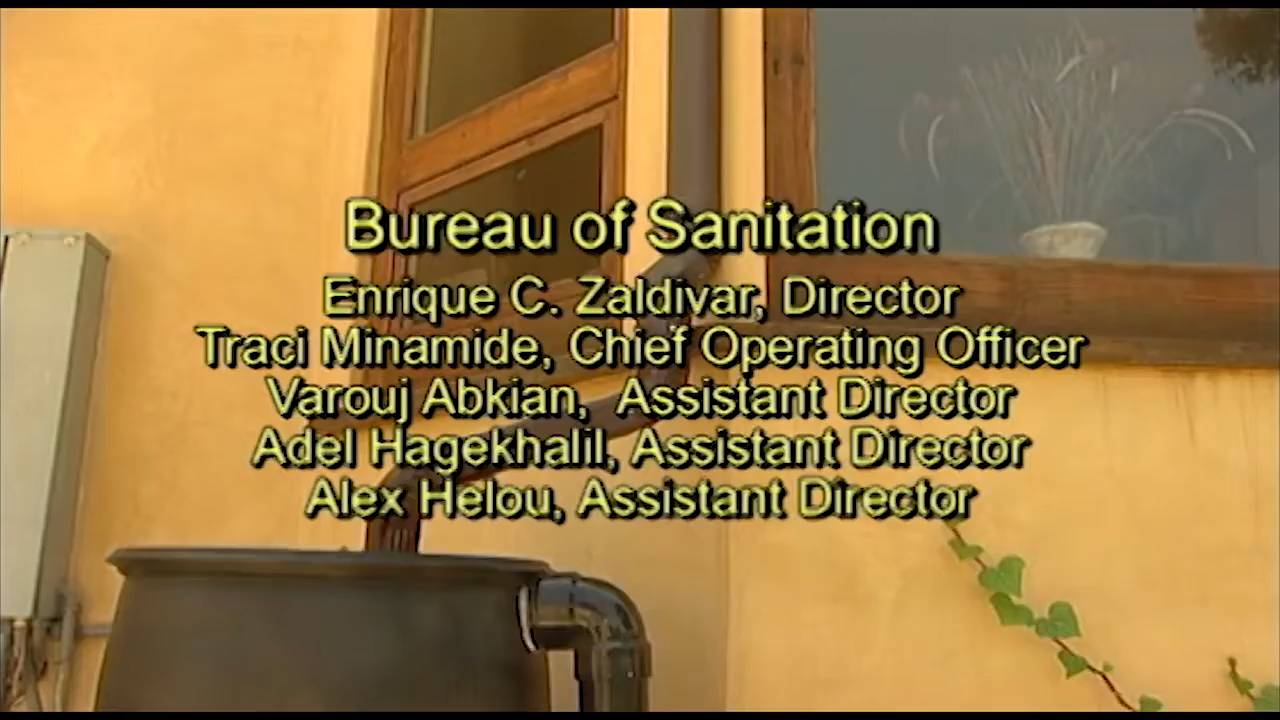 Bureau of Sanitation
Enrique C. Zaldivar, Director
Traci Minamide, Chief Operating Officer
Varouj Abkian, Assistant Director
Adel Hagekhalil, Assistant Director
Alex Helou, Assistant Director